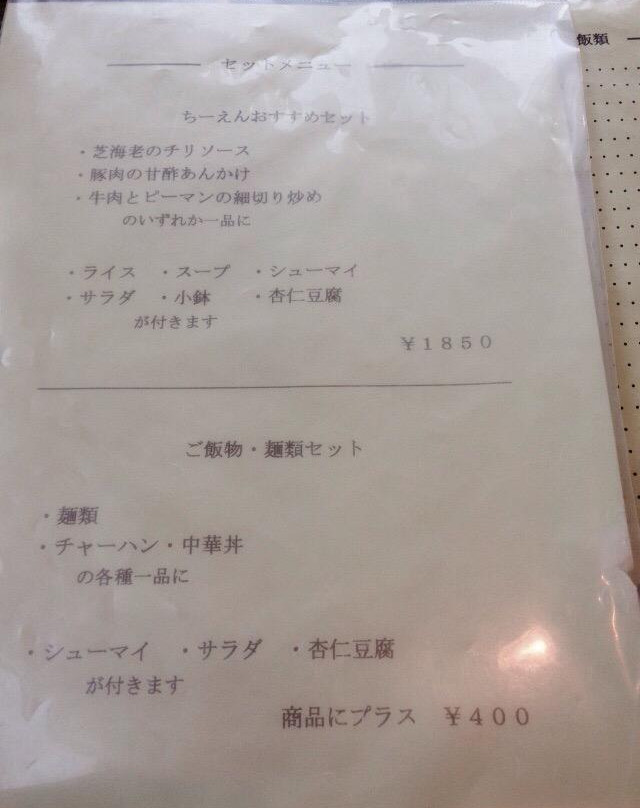 セットメニュー
ちーえんおすすめセット
・芝海老のチリソース
・豚肉の甘酢あんかけ
・牛肉とピーマンの細切り炒め
のいずれか一品に
・ライス ・スープ ・シューマイ
・サラダ ・小鉢 ・杏仁豆腐
が付きます
￥１８５０
ご飯物・麺類セット
・麺類
・チャーハン・中華丼
の各種一品に
・シューマイ ・サラダ ・杏仁豆腐
が付きます
商品にプラス ￥４００
飯類